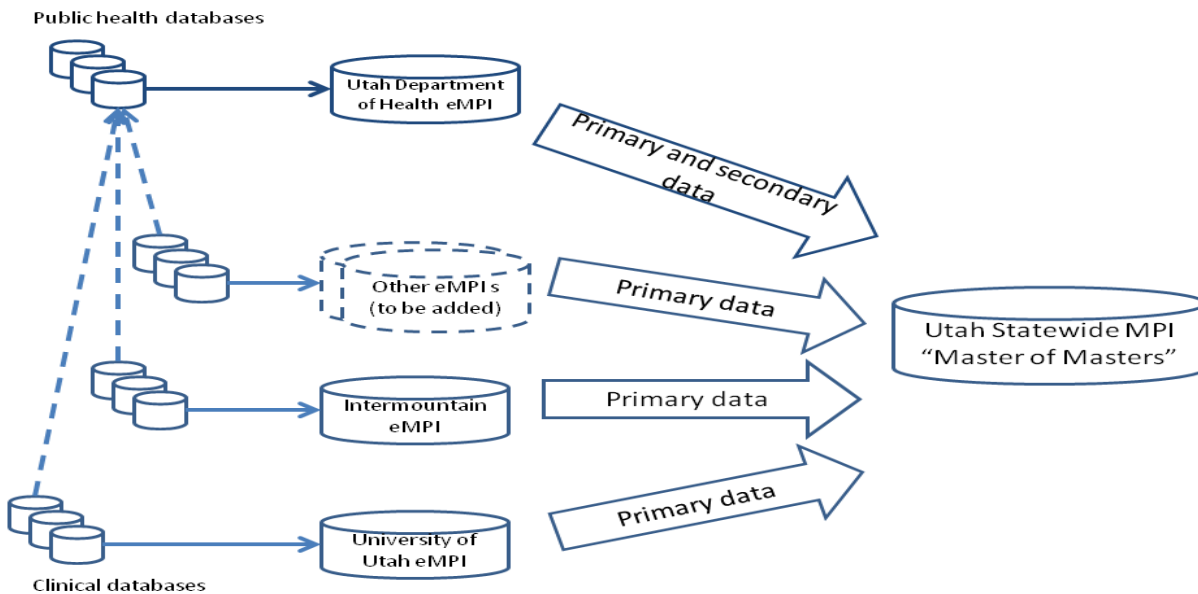 Public health databases
Utah Department
of Health eMPI
Primary and secondary
data
Other eMPI s
(to be added)
Primary data
Utah Statewide MPI
“Master of Masters”
Intermountain
eMPI
Primary data
University of
Utah eMPI
Primary data
Clinical databases